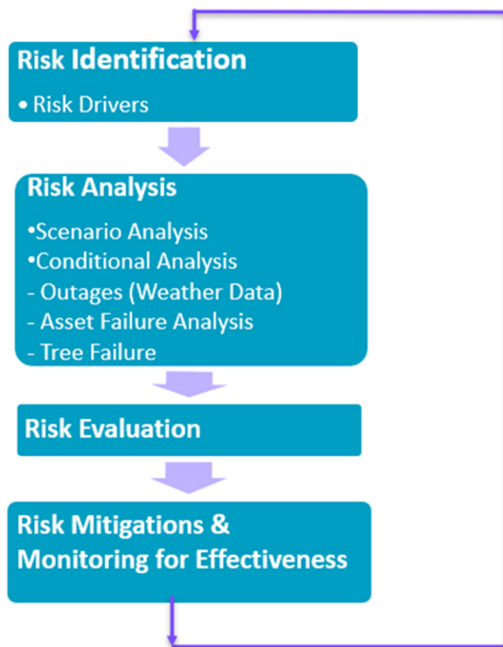 Risk Identification
• Risk Drivers
Risk Analysis
•Scenario Analysis
•Conditional Analysis
- Outages (Weather Data)
- Asset Failure Analysis
- Tree Failure
Risk Evaluation
Risk Mitigations &
Monitoring for Effectiveness